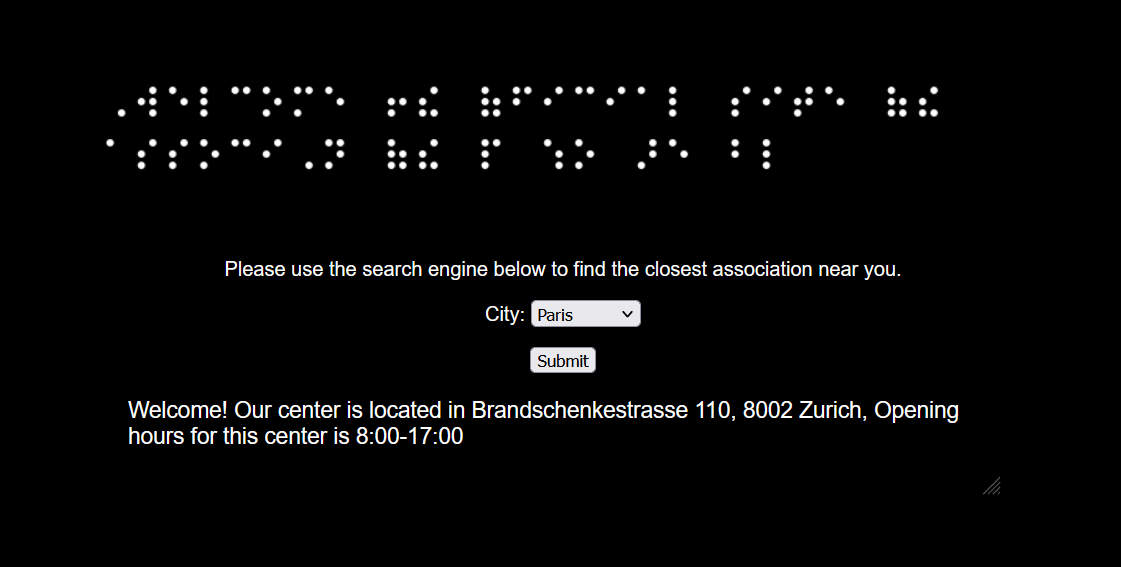 ⠠⠺⠑⠇⠉⠕⠍⠑ ⠖⠮ ⠷⠋⠊⠉⠊⠁⠇ ⠎⠊⠞⠑ ⠷⠮
⠁⠎⠎⠕⠉⠊⠠⠝ ⠷⠮ ⠏ ⠱⠕ ⠜⠑ ⠃⠇
Please use the search engine below to find the closest association near you.
City: Paris
Submit
Welcome! Our center is located in Brandschenkestrasse 110, 8002 Zurich, Opening
hours for this center is 8:00-17:00